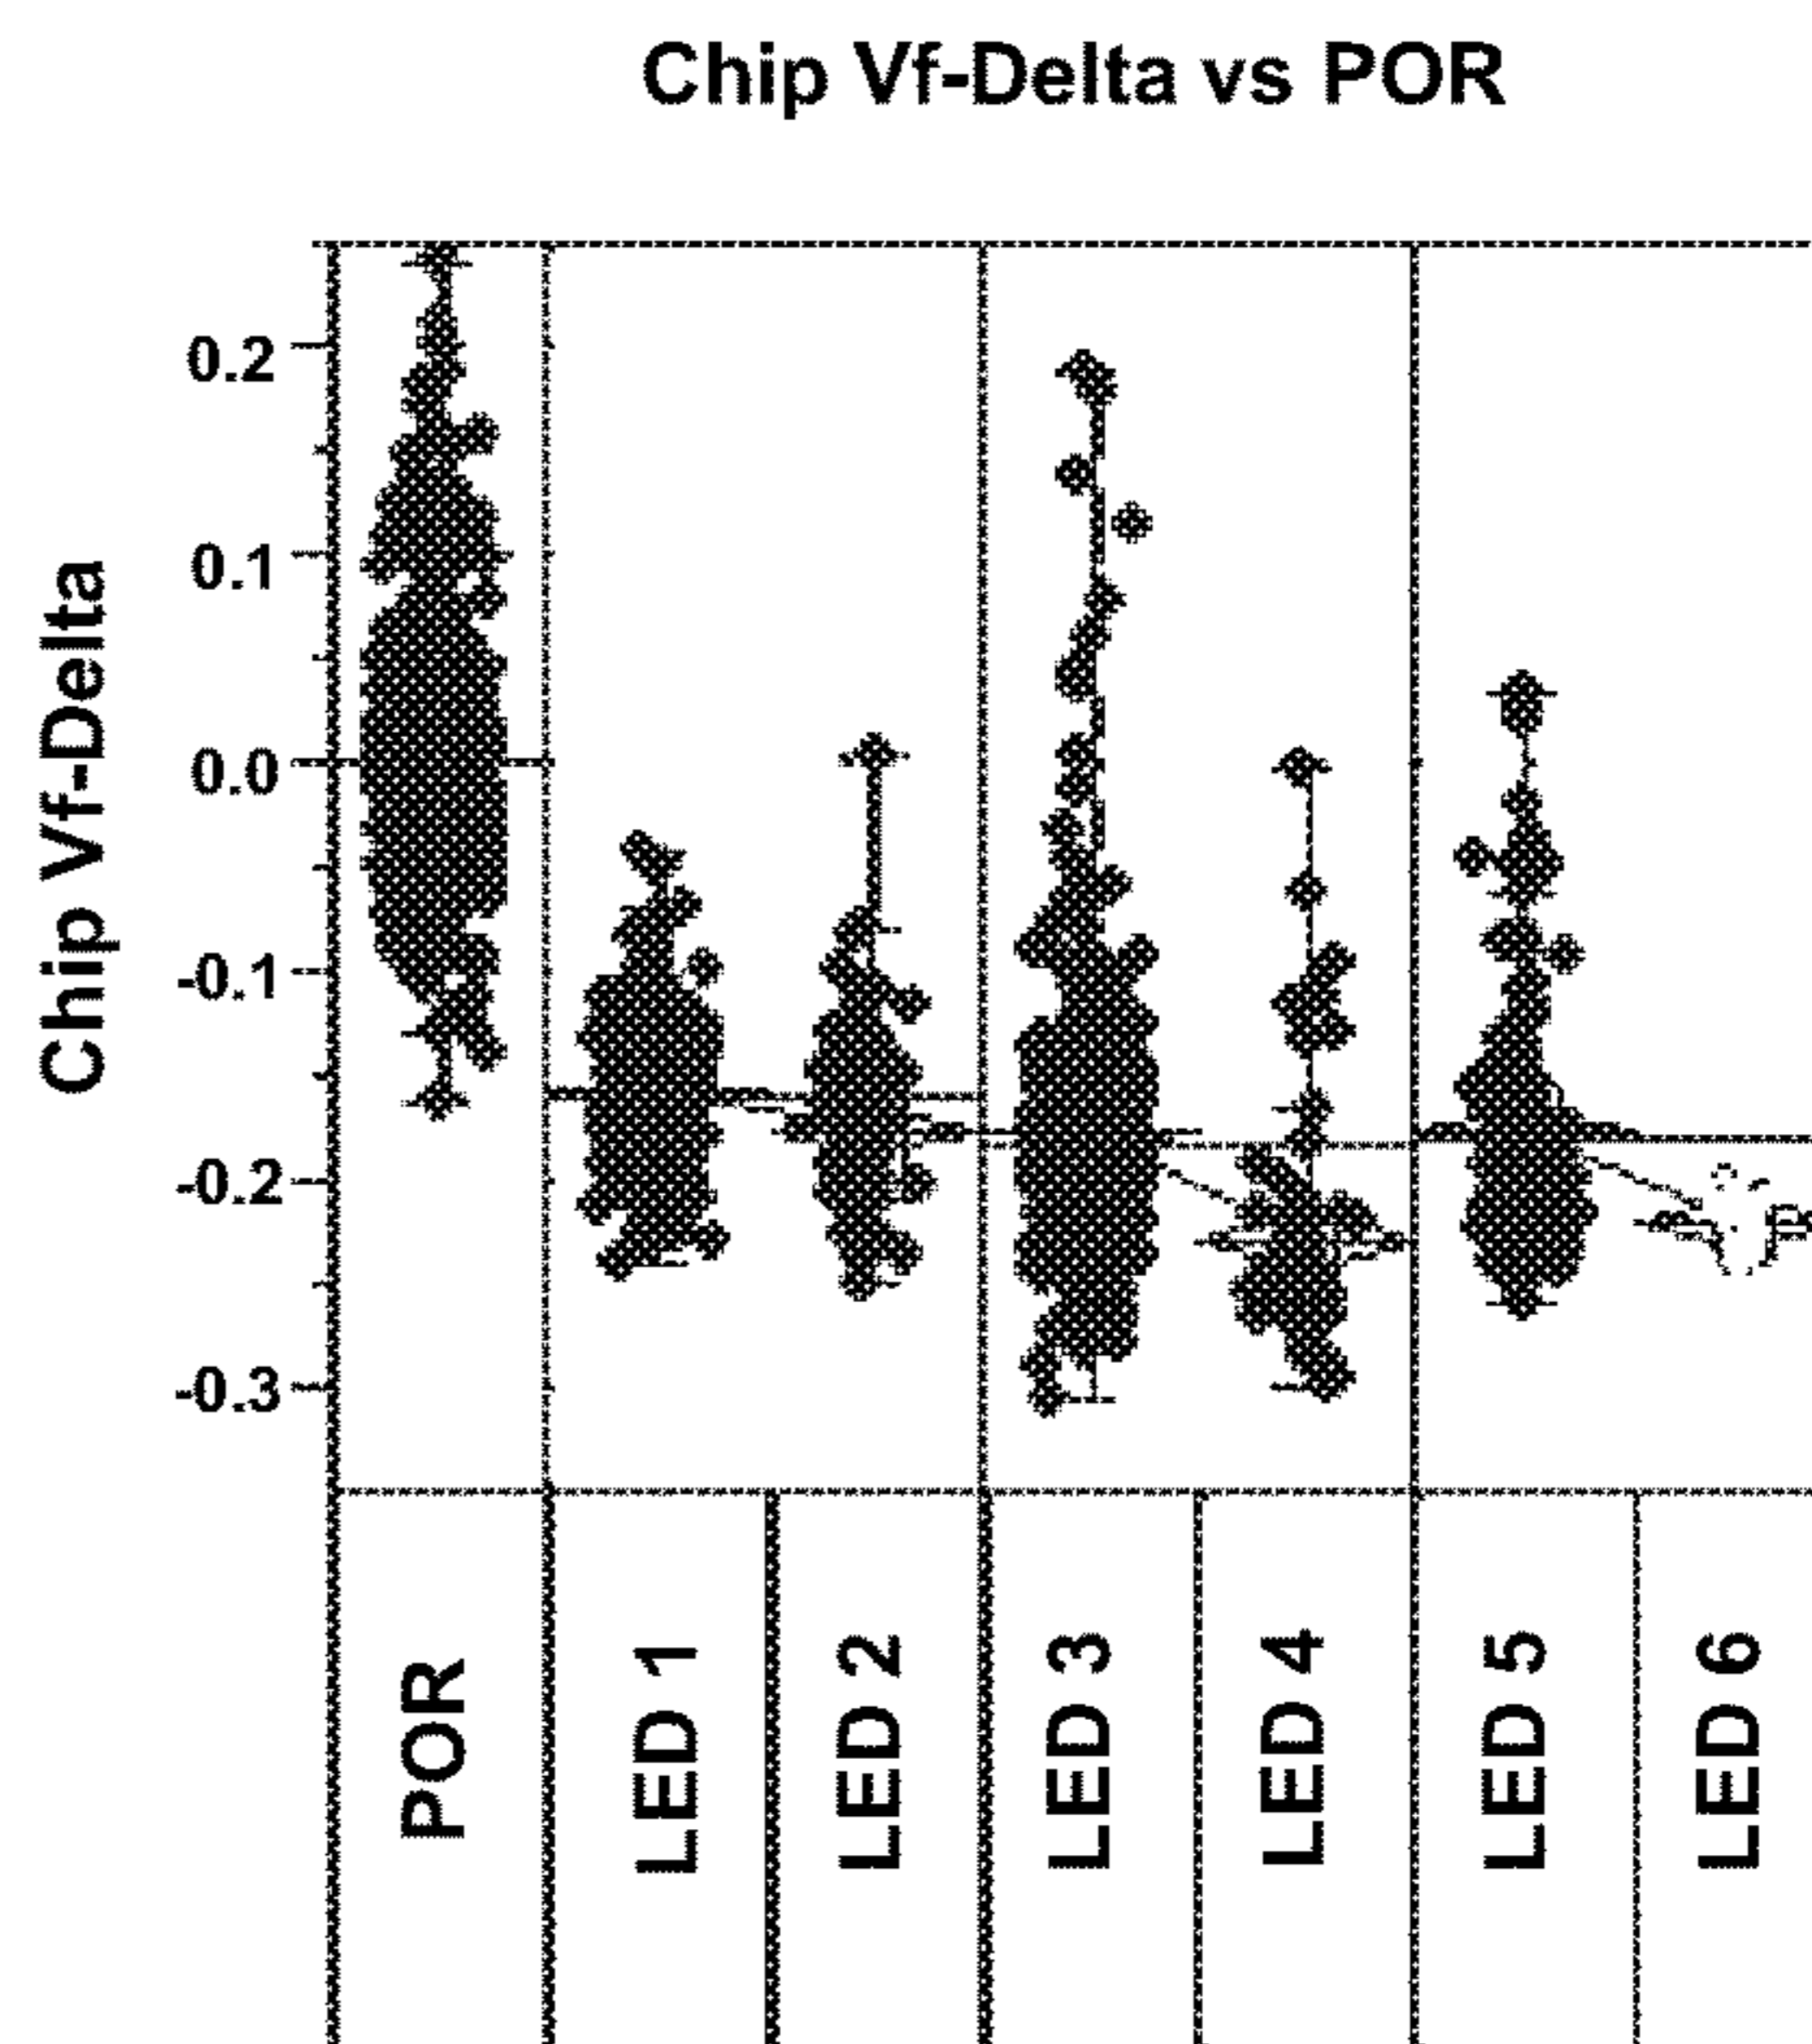 Chip Vf-Delta vs POR
Chip Vf-Delta
0.2
0.1
0.0
-0.1
-0.2
-0.3
POR
LED 1
LED 2
LED 3
LED 4
LED 5
LED 6